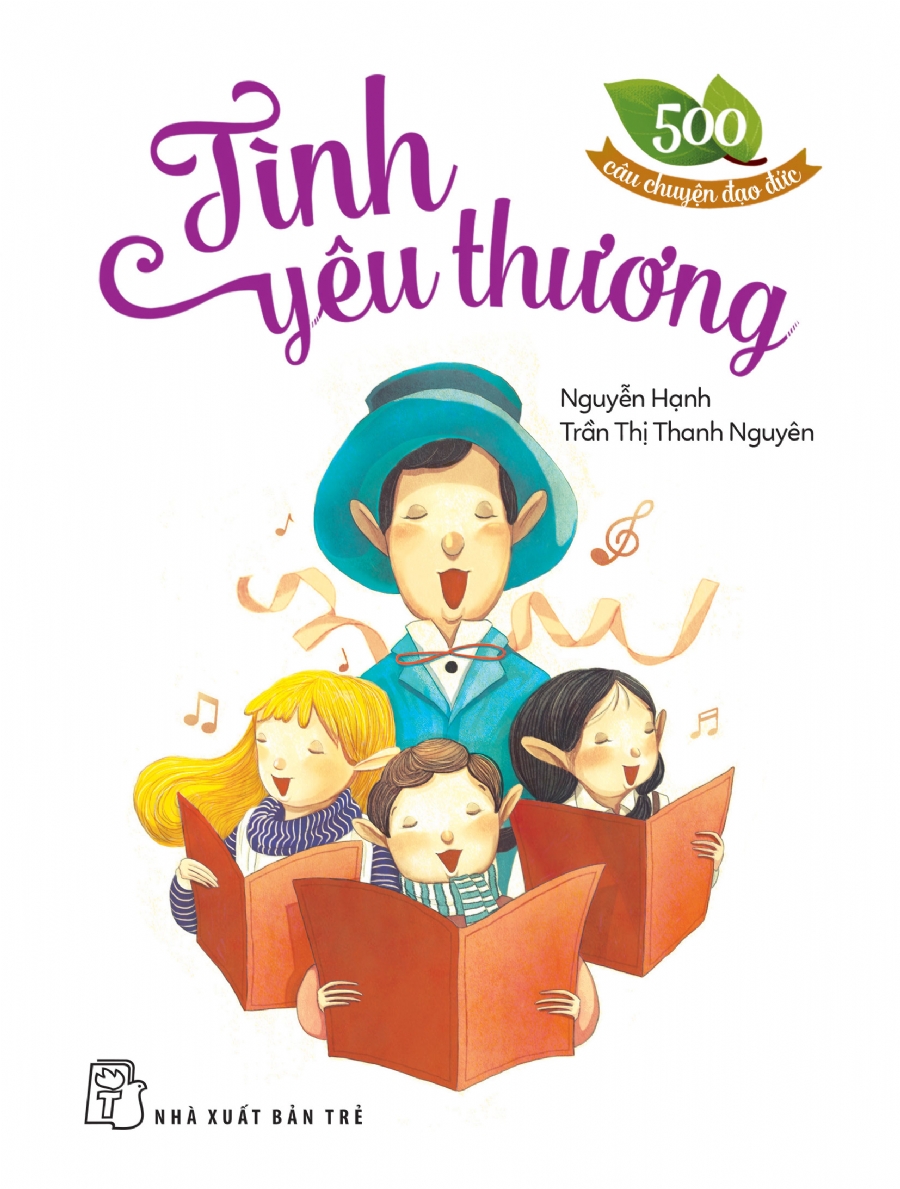 500
câu chuyện đạo đức
Tình
yêu thương
Nguyễn Hạnh
Trần Thị Thanh Nguyên
T
NHÀ XUẤT BẢN TRẺ